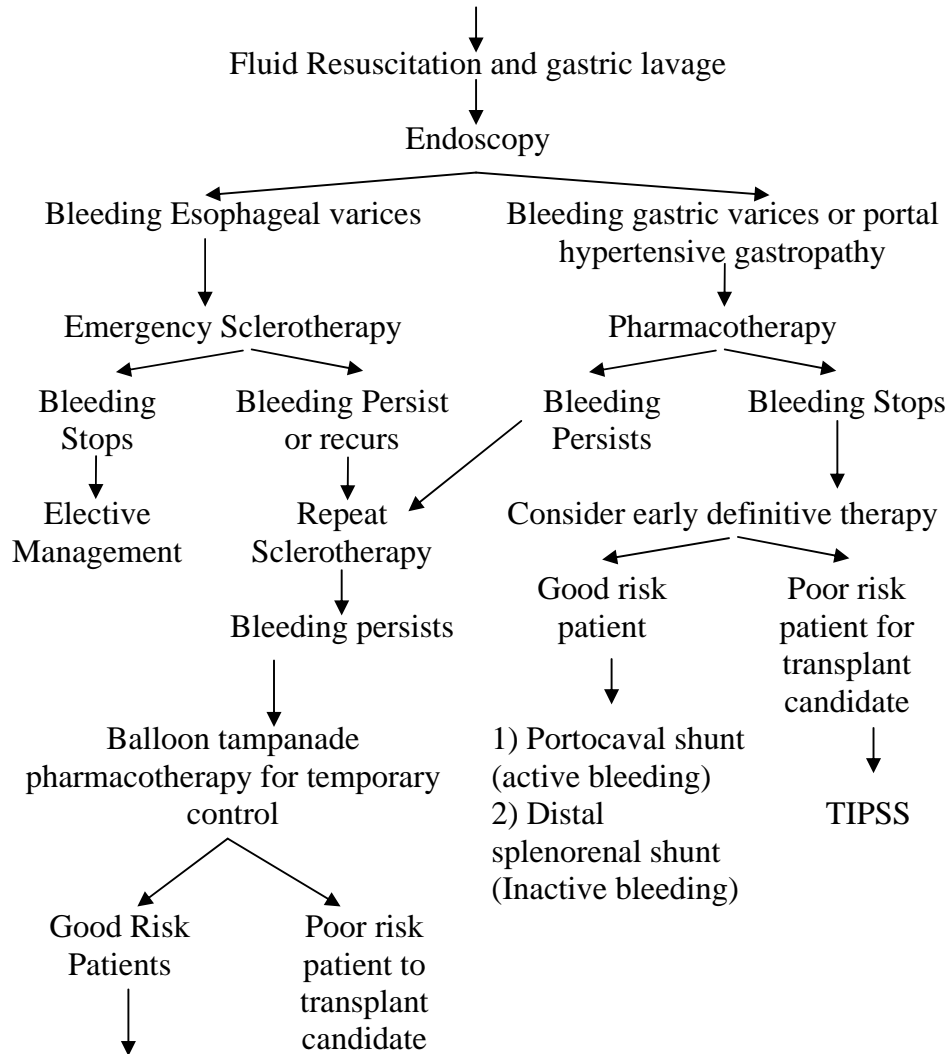 Fluid Resuscitation and gastric lavage
Endoscopy
Bleeding Esophageal varices
Bleeding gastric varices or portal
hypertensive gastropathy
Emergency Sclerotherapy
Pharmacotherapy
Bleeding
Stops
Bleeding Persist
or recurs
Bleeding
Persists
Bleeding Stops
Elective
Management
Repeat
Sclerotherapy
Consider early definitive therapy
Good risk
patient
Poor risk
patient for
transplant
candidate
Bleeding persists
Balloon tampanade
pharmacotherapy for temporary
control
1) Portocaval shunt
(active bleeding)
2) Distal
splenorenal shunt
(Inactive bleeding)
TIPSS
Good Risk
Patients
Poor risk
patient to
transplant
candidate